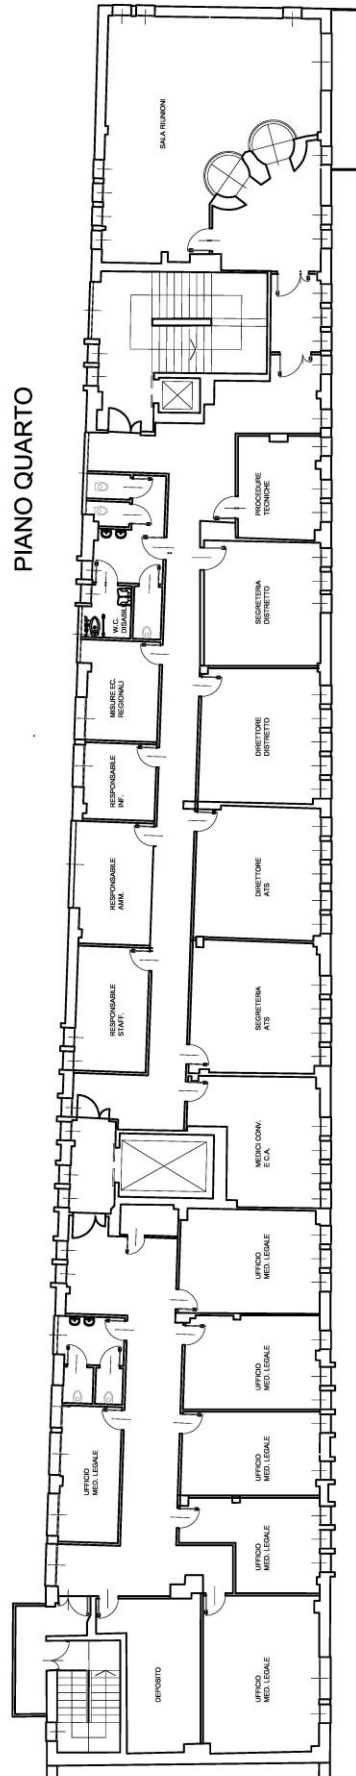 PIANO QUARTO
SALA RIUNIONI
PROCEDURE
TECNICHE
SEGRETERIA
DISTRETTO
W.C.
DISABILI
MISURE EC.
REGIONALI
DIRETTORE
DISTRETTO
RESPONSABILE
INF.
RESPONSABILE
AMM.
DIRETTORE
ATS
RESPONSABILE
STAFF.
SEGRETERIA
ATS
MEDICI CONV.
E C.A.
UFFICIO
MED. LEGALE
UFFICIO
MED. LEGALE
UFFICIO
MED. LEGALE
UFFICIO
MED. LEGALE
UFFICIO
MED. LEGALE
DEPOSITO
UFFICIO
MED. LEGALE